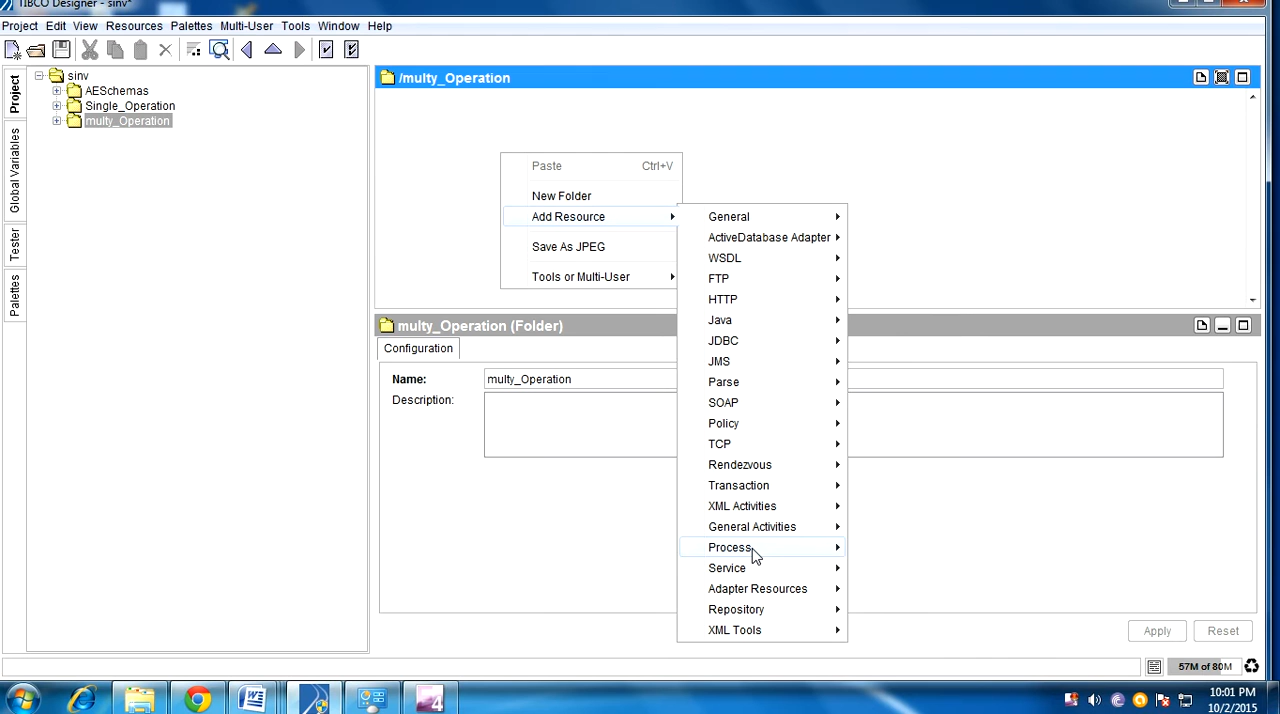 TIBCO Designer - sinv*
Project Edit View Resources Palettes Multi-User Tools Window Help
Project
Global Variables
Tester
Palettes
sinv
AESchemas
Single_Operation
multy_Operation
/multy_Operation
Paste Ctrl+V
New Folder
Add Resource
Save As JPEG
Tools or Multi-User
General
ActiveDatabase Adapter
WSDL
FTP
HTTP
Java
JDBC
JMS
Parse
SOAP
Policy
TCP
Rendezvous
Transaction
XML Activities
General Activities
Process
Service
Adapter Resources
Repository
XML Tools
multy_Operation (Folder)
Configuration
Name: multy_Operation
Description:
Apply Reset
57M of 80M
4
10:01 PM
10/2/2015